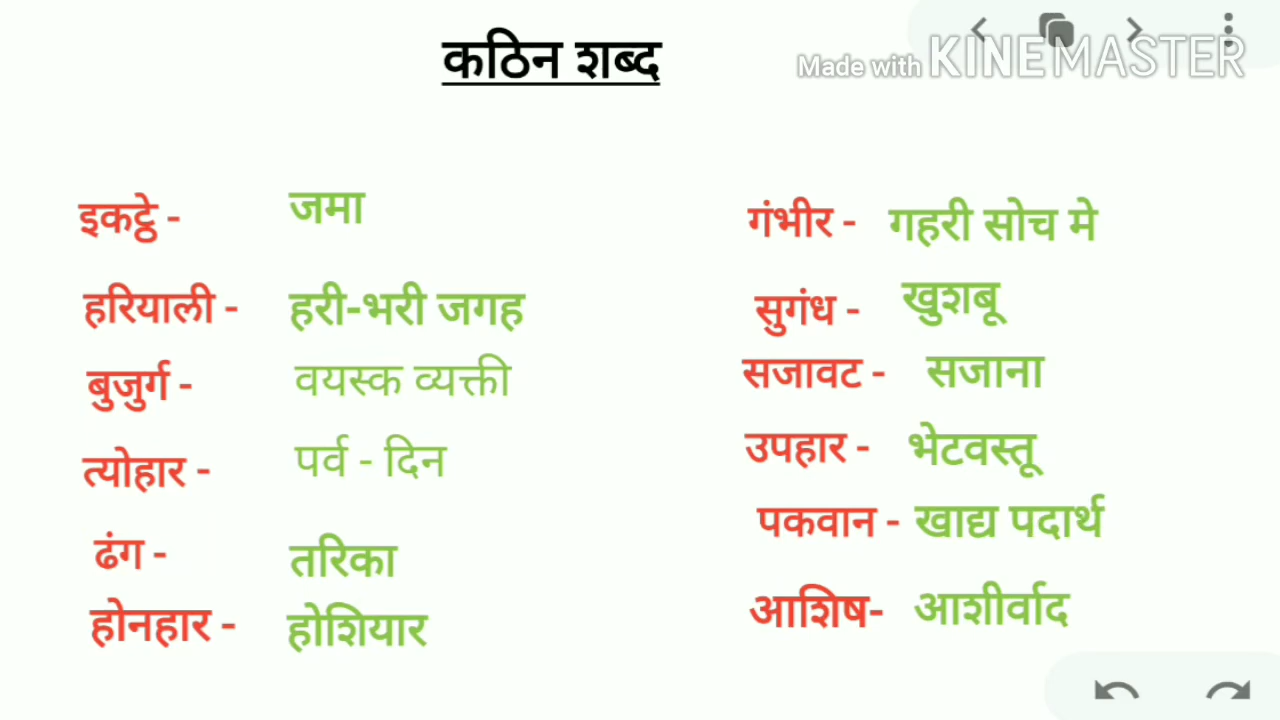 कठिन शब्द
Made with KINEMASTER
इकट्ठे - जमा
हरियाली - हरी-भरी जगह
बुजुर्ग - वयस्क व्यक्ती
त्योहार - पर्व - दिन
ढंग - तरिका
होनहार - होशियार
गंभीर - गहरी सोच मे
सुगंध - खुशबू
सजावट - सजाना
उपहार - भेटवस्तू
पकवान - खाद्य पदार्थ
आशिष- आशीर्वाद